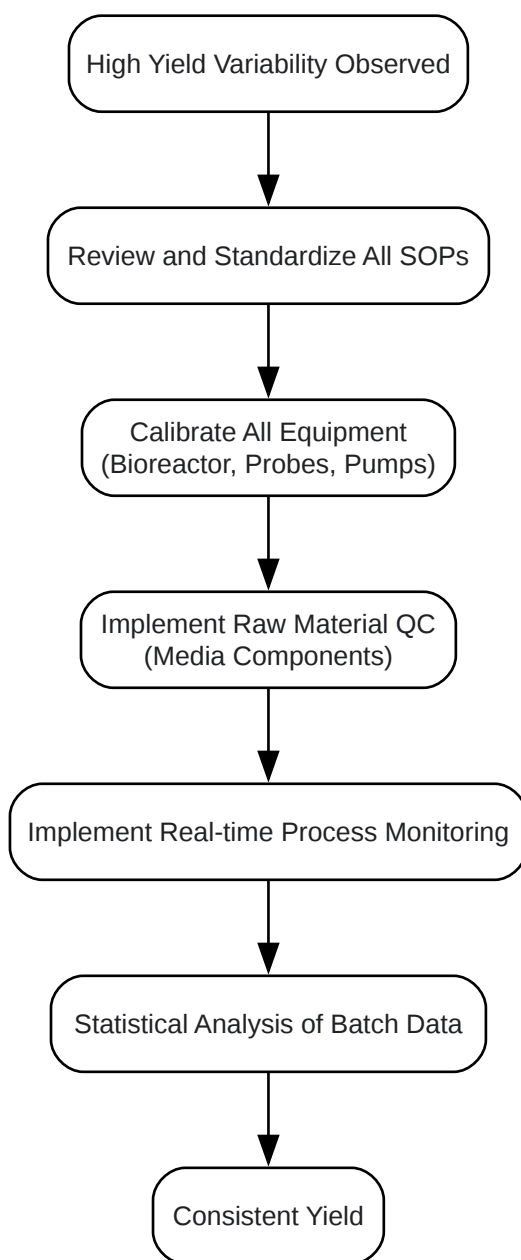 High Yield Variability Observed
Review and Standardize All SOPs
Calibrate All Equipment
(Bioreactor, Probes, Pumps)
Implement Raw Material QC
(Media Components)
Implement Real-time Process Monitoring
Statistical Analysis of Batch Data
Consistent Yield